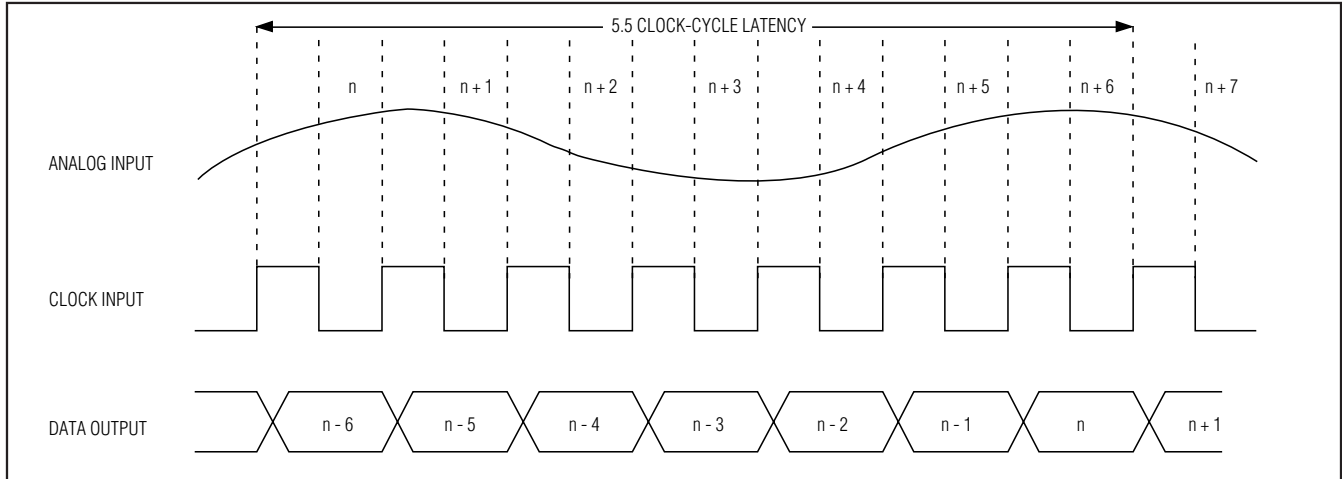 5.5 CLOCK-CYCLE LATENCY
n n + 1 n + 2 n + 3 n + 4 n + 5 n + 6 n + 7
ANALOG INPUT
CLOCK INPUT
DATA OUTPUT n - 6 n - 5 n - 4 n - 3 n - 2 n - 1 n n + 1